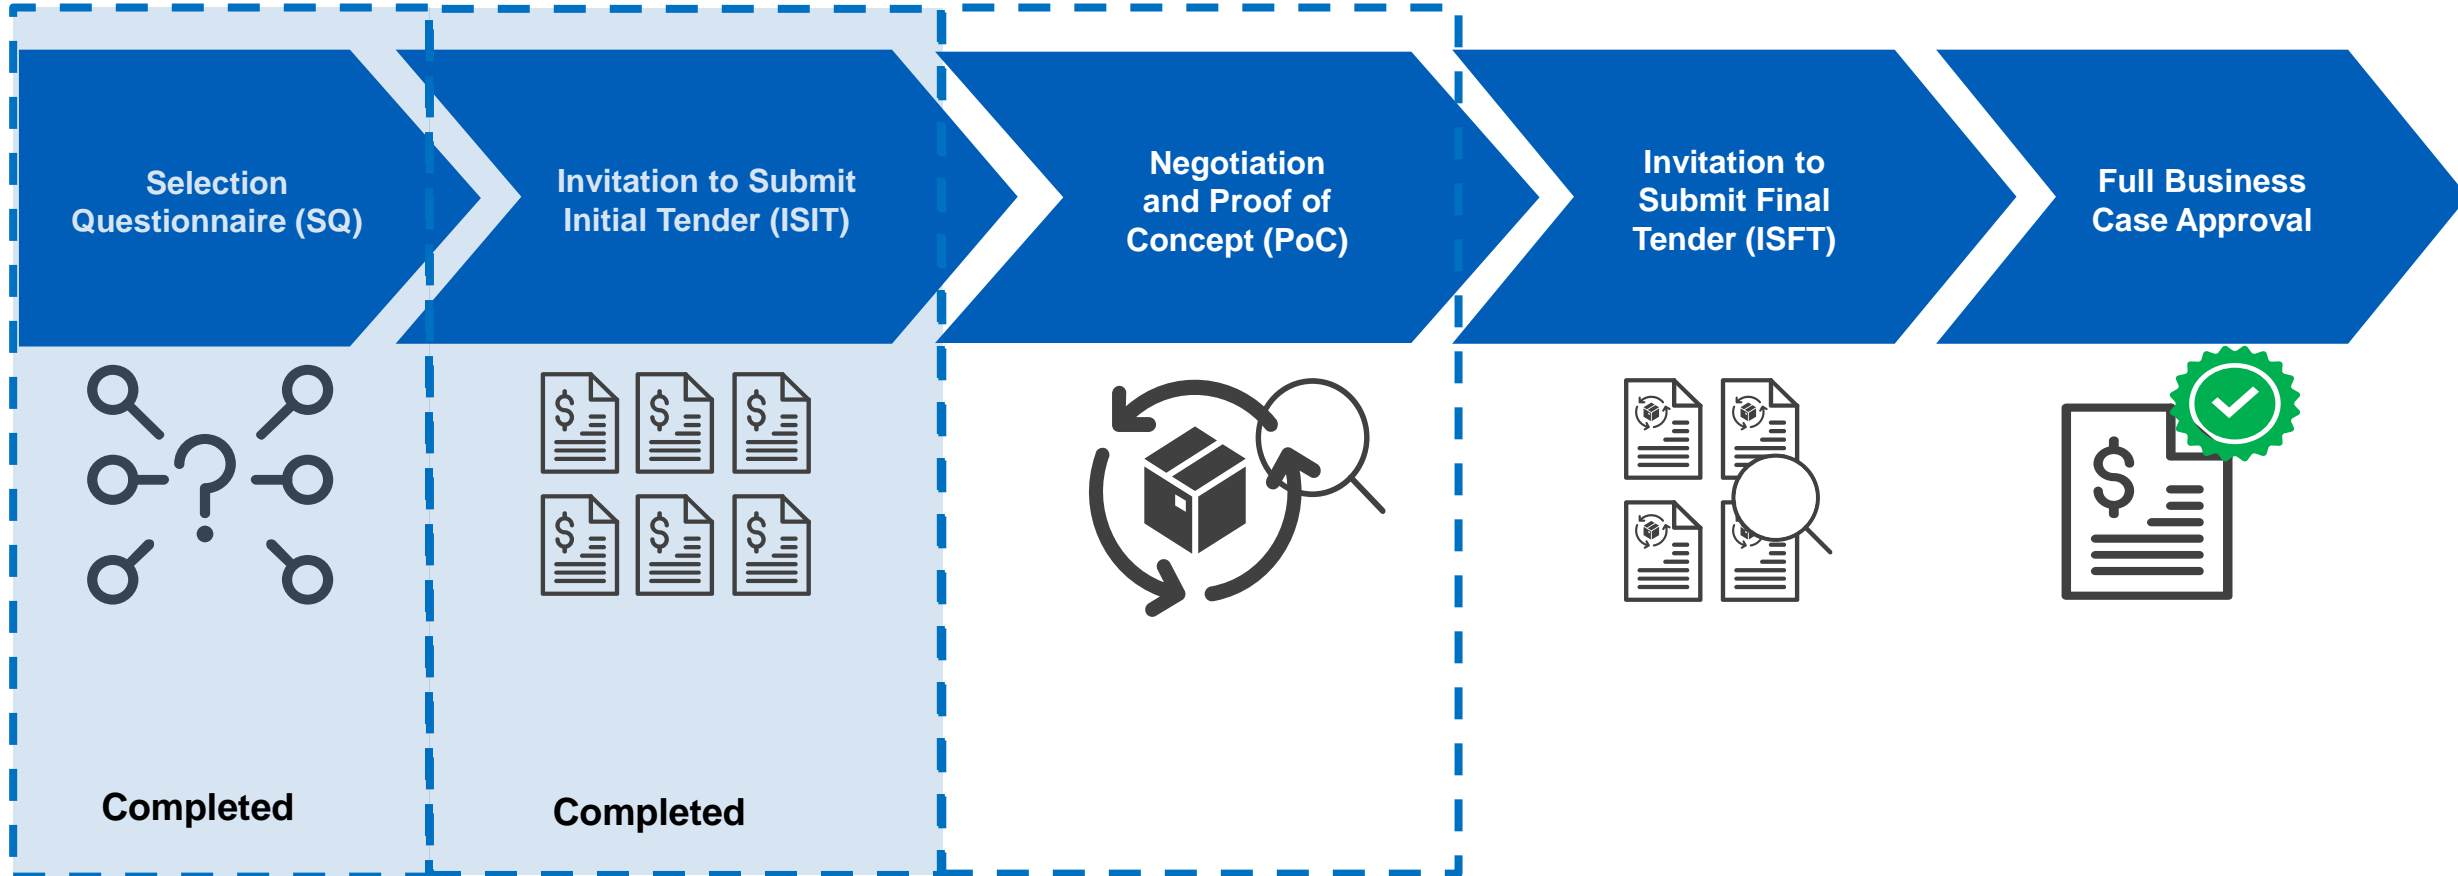 Selection
Questionnaire (SQ)
Invitation to Submit
Initial Tender (ISIT)
Negotiation
and Proof of
Concept (PoC)
Invitation to
Submit Final
Tender (ISFT)
Full Business
Case Approval
$
$
$
$
$
$
?
$
Completed
Completed